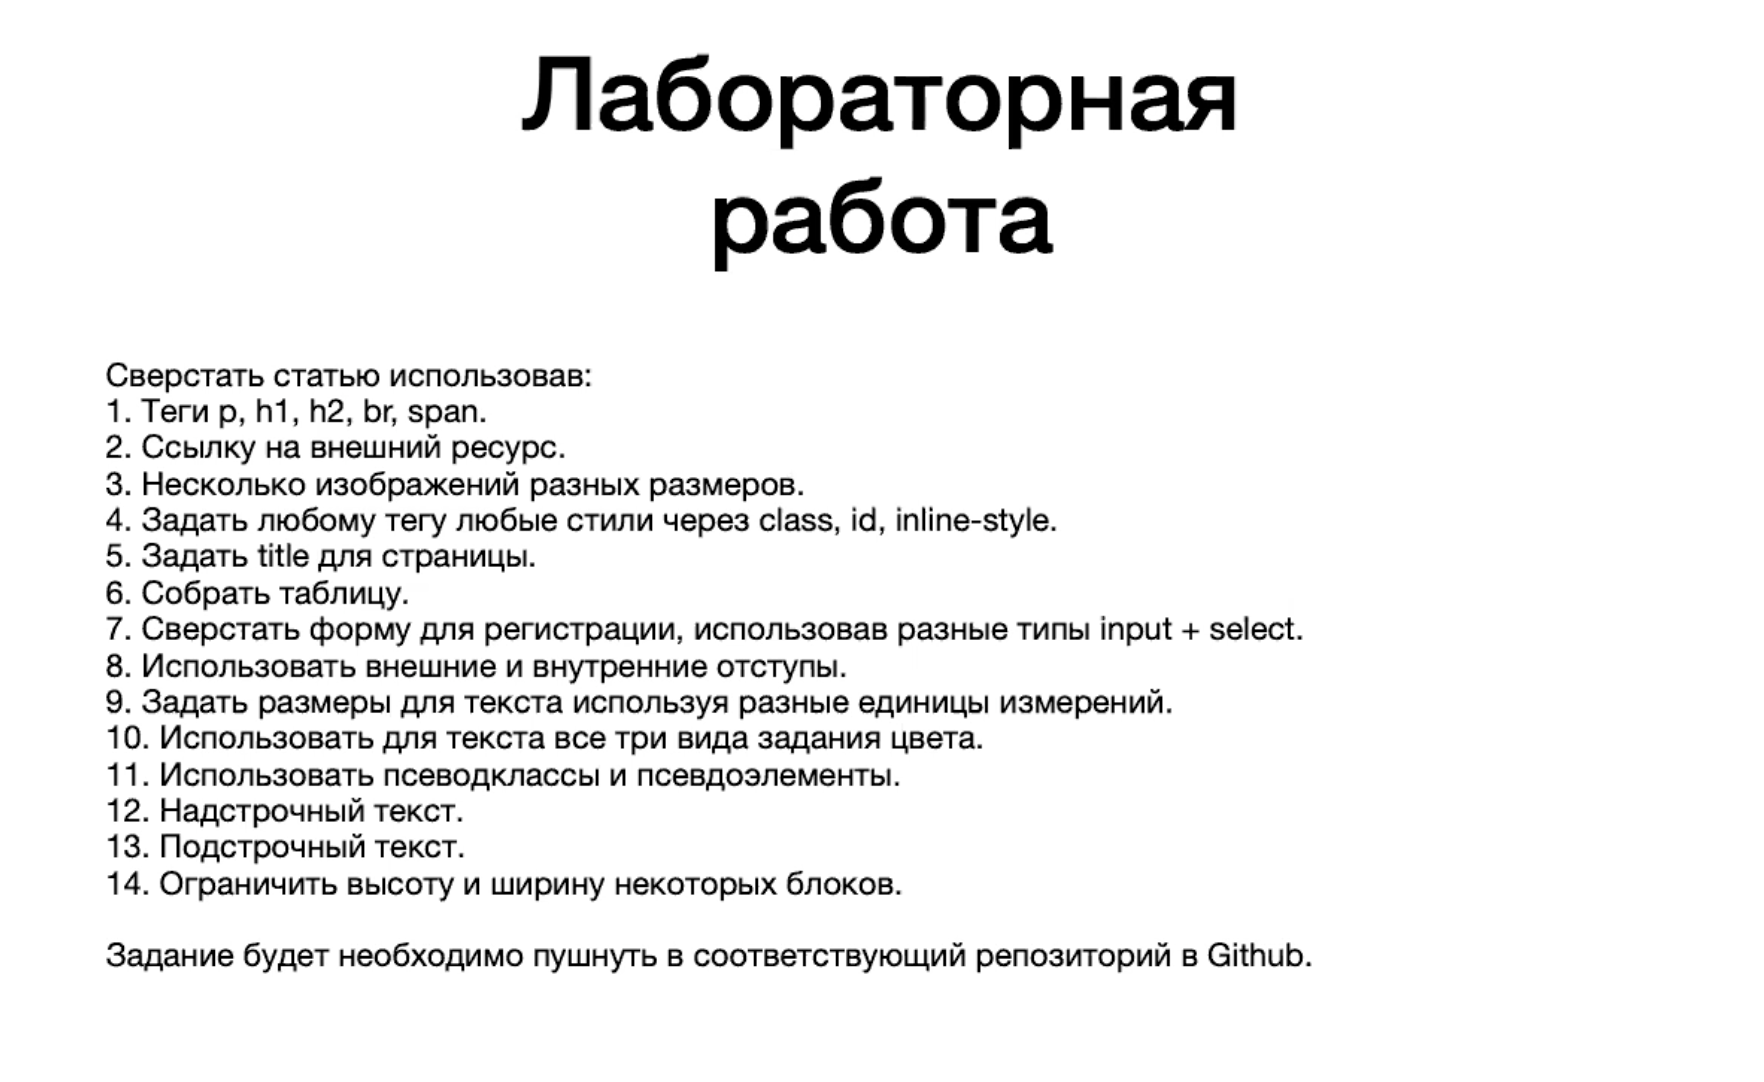 Лабораторная
работа
Сверстать статью использовав:
1. Теги p, h1, h2, br, span.
2. Ссылку на внешний ресурс.
3. Несколько изображений разных размеров.
4. Задать любому тегу любые стили через class, id, inline-style.
5. Задать title для страницы.
6. Собрать таблицу.
7. Сверстать форму для регистрации, использовав разные типы input + select.
8. Использовать внешние и внутренние отступы.
9. Задать размеры для текста используя разные единицы измерений.
10. Использовать для текста все три вида задания цвета.
11. Использовать псеводклассы и псевдоэлементы.
12. Надстрочный текст.
13. Подстрочный текст.
14. Ограничить высоту и ширину некоторых блоков.
Задание будет необходимо пушнуть в соответствующий репозиторий в Github.